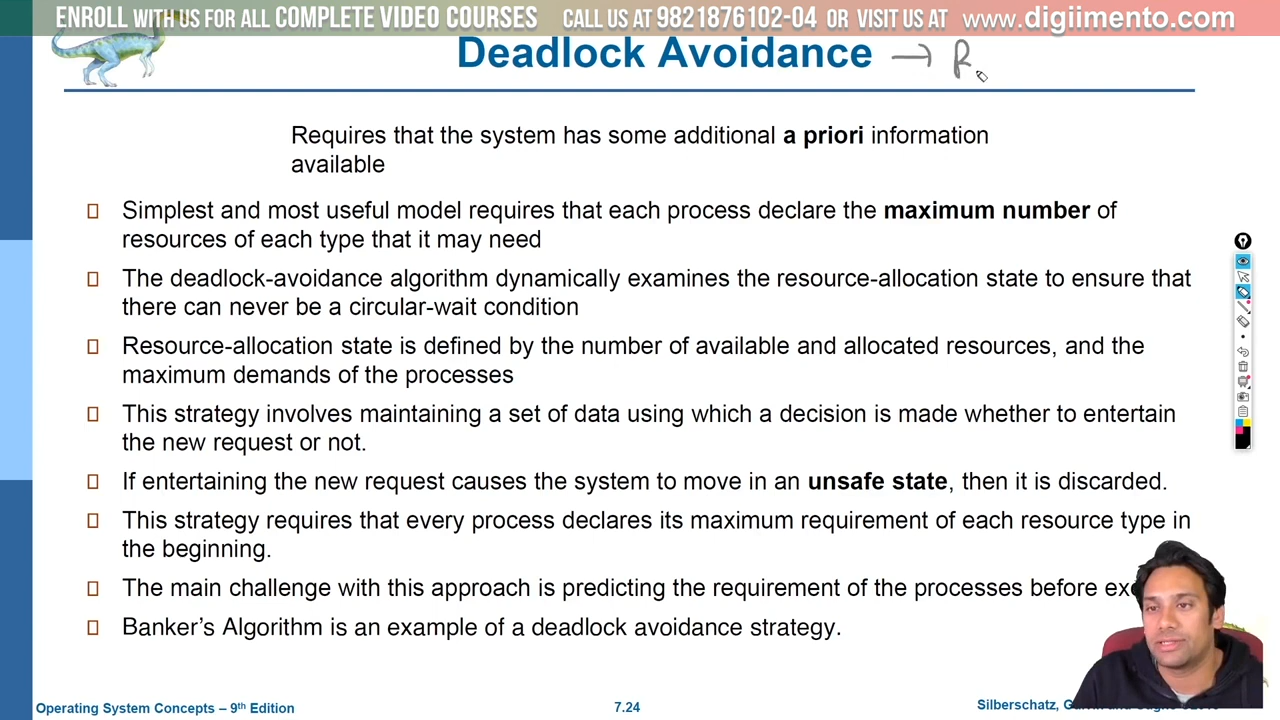 ENROLL WITH US FOR ALL COMPLETE VIDEO COURSES CALL US AT 9821876102-04 OR VISIT US AT www.digiimento.com
Deadlock Avoidance → R
Requires that the system has some additional a priori information
available
Simplest and most useful model requires that each process declare the maximum number of
resources of each type that it may need
The deadlock-avoidance algorithm dynamically examines the resource-allocation state to ensure that
there can never be a circular-wait condition
Resource-allocation state is defined by the number of available and allocated resources, and the
maximum demands of the processes
This strategy involves maintaining a set of data using which a decision is made whether to entertain
the new request or not.
If entertaining the new request causes the system to move in an unsafe state, then it is discarded.
This strategy requires that every process declares its maximum requirement of each resource type in
the beginning.
The main challenge with this approach is predicting the requirement of the processes before
Banker's Algorithm is an example of a deadlock avoidance strategy.
Operating System Concepts – 9th Edition 7.24 Silberschatz,